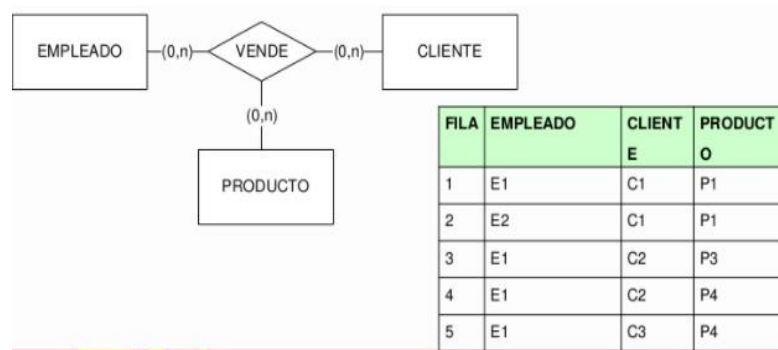 EMPLEADO (0,n) VENDE (0,n) CLIENTE
(0,n)
PRODUCTO
FILA EMPLEADO CLIENT PRODUCT
E O
1 E1 C1 P1
2 E2 C1 P1
3 E1 C2 P3
4 E1 C2 P4
5 E1 C3 P4